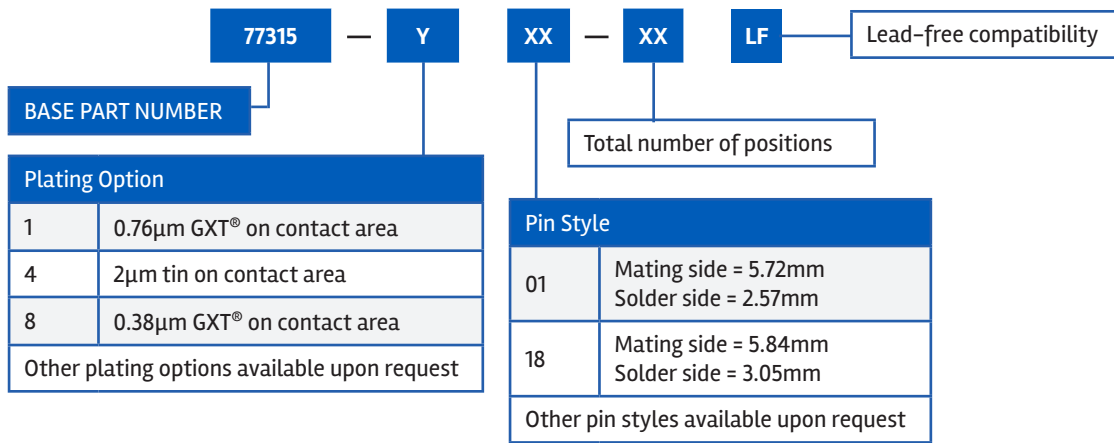 77315 — Y XX — XX LF Lead-free compatibility
BASE PART NUMBER
Total number of positions
Plating Option
1 0.76µm GXT® on contact area
4 2µm tin on contact area
8 0.38µm GXT® on contact area
Other plating options available upon request
Pin Style
01 Mating side = 5.72mm
Solder side = 2.57mm
18 Mating side = 5.84mm
Solder side = 3.05mm
Other pin styles available upon request